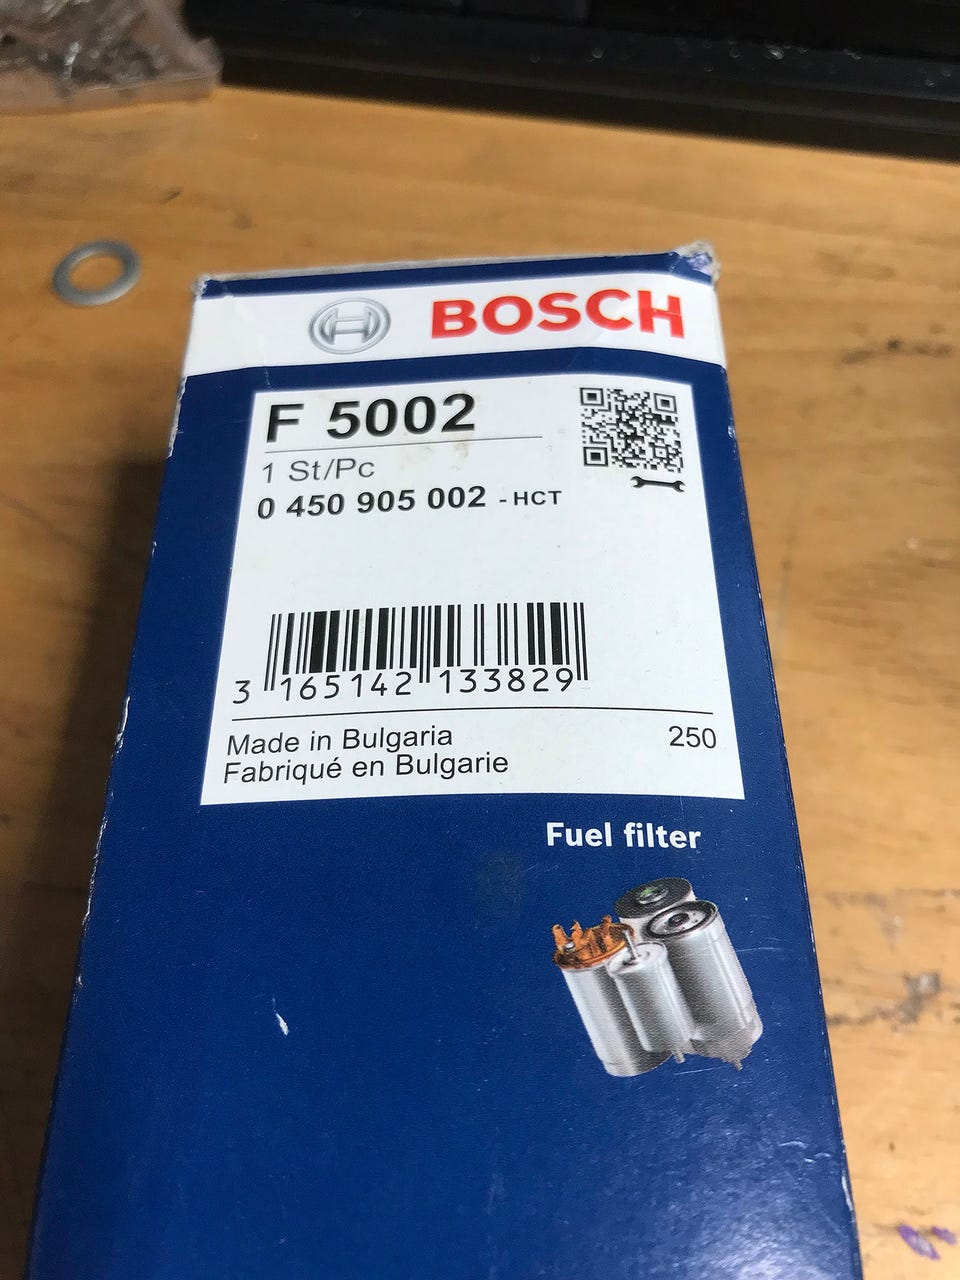 BOSCH
F 5002
1 St/Pc
0 450 905 002 - HCT
3 165142 133829
Made in Bulgaria 250
Fabriqué en Bulgarie
Fuel filter